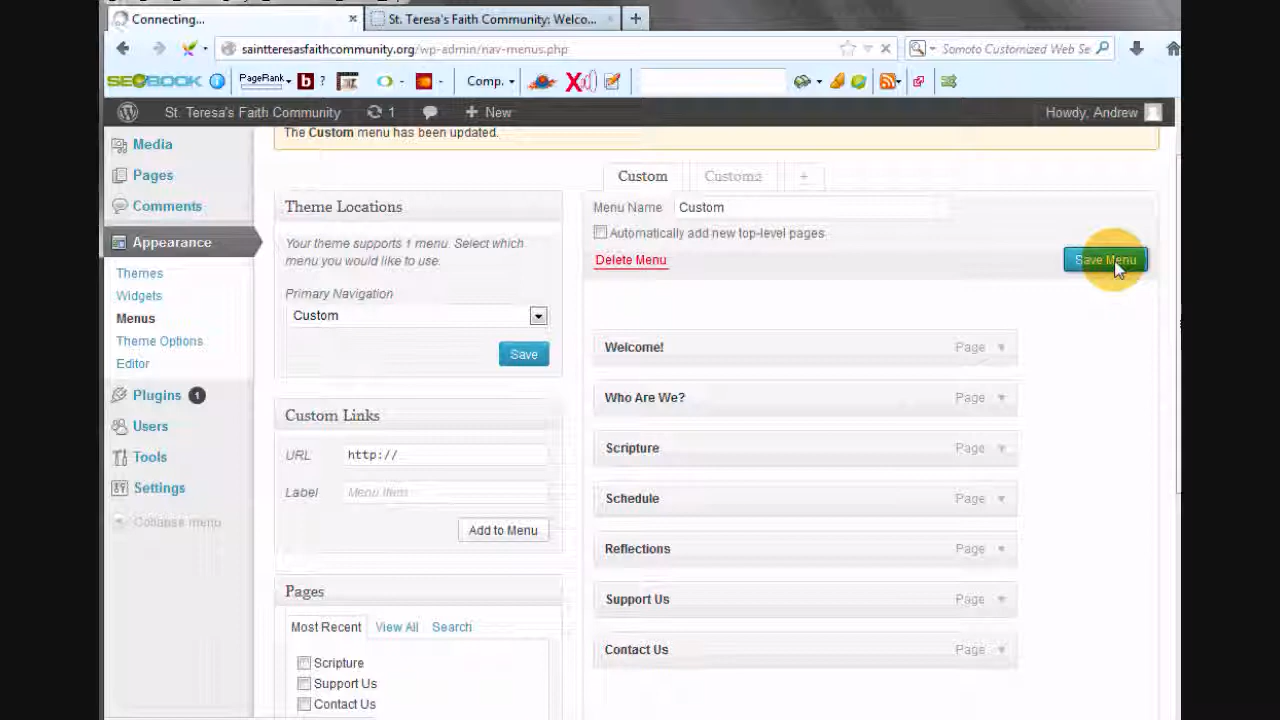 Connecting...
St. Teresa's Faith Community: Welco...
saintteresasfaithcommunity.org/wp-admin/nav-menus.php
Somoto Customized Web Se
SEOBOOK
PageRank
b
?
Comp.
St. Teresa's Faith Community
1
New
Howdy, Andrew
The Custom menu has been updated.
Media
Pages
Comments
Appearance
Themes
Widgets
Menus
Theme Options
Editor
Plugins 1
Users
Tools
Settings
Collapse menu
Theme Locations
Your theme supports 1 menu. Select which
menu you would like to use.
Primary Navigation
Custom
Save
Custom Links
URL http://
Label Menu Item
Add to Menu
Pages
Most Recent View All Search
Scripture
Support Us
Contact Us
Custom Custom2 +
Menu Name Custom
Automatically add new top-level pages
Delete Menu
Save Menu
Welcome! Page
Who Are We? Page
Scripture Page
Schedule Page
Reflections Page
Support Us Page
Contact Us Page